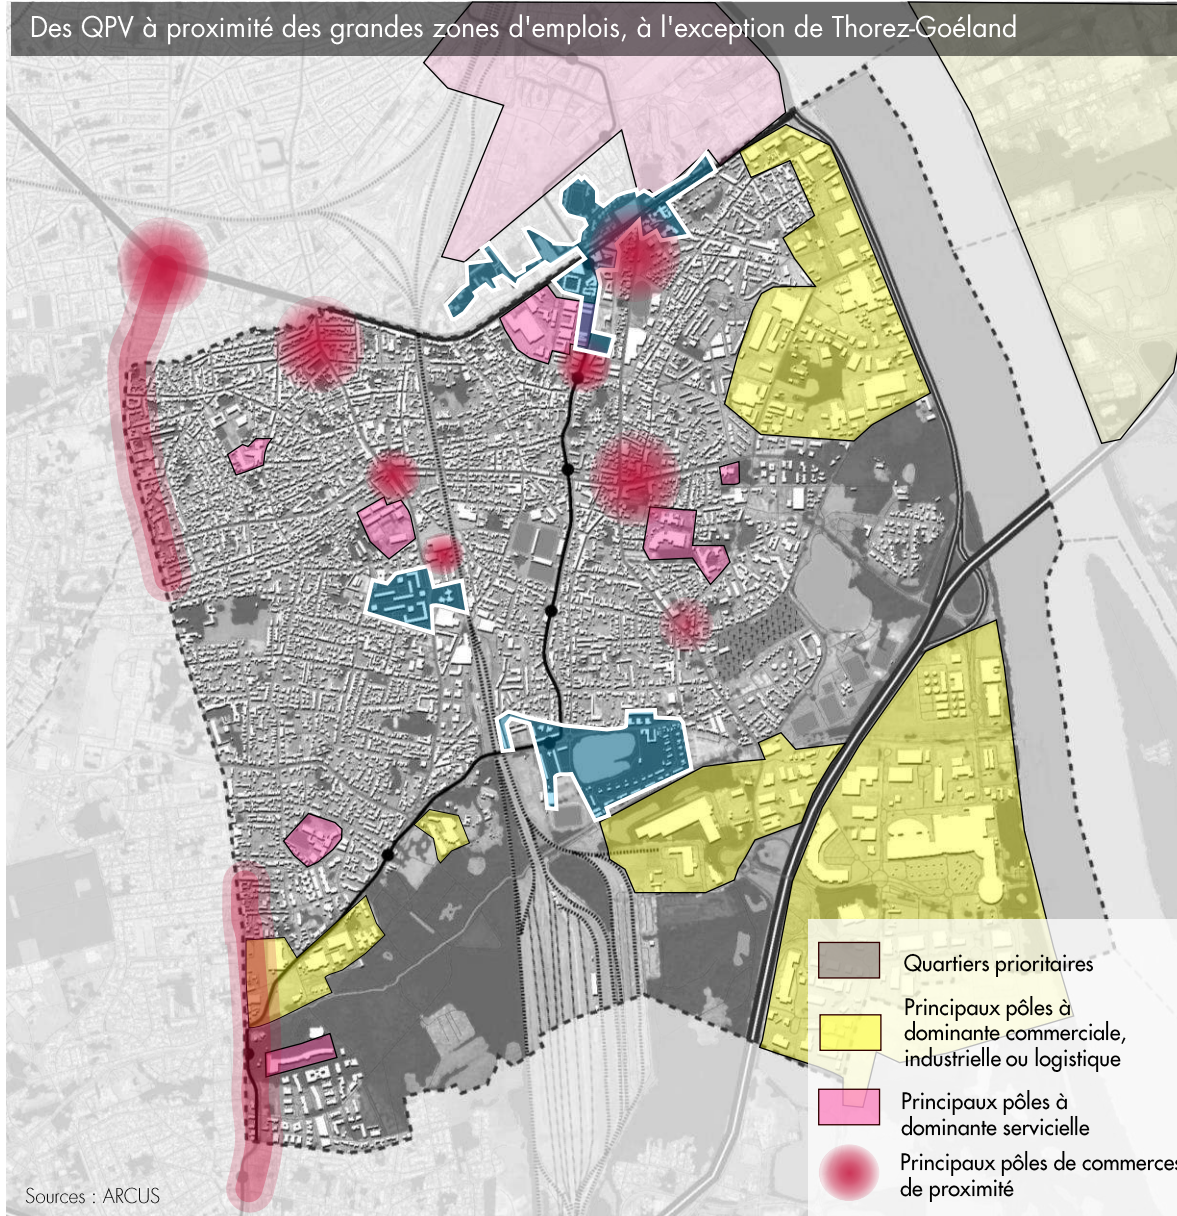 Des QPV à proximité des grandes zones d'emplois, à l'exception de Thorez-Goéland
Quartiers prioritaires
Principaux pôles à
dominante commerciale,
industrielle ou logistique
Principaux pôles à
dominante servicielle
Principaux pôles de commerces
de proximité
Sources : ARCUS